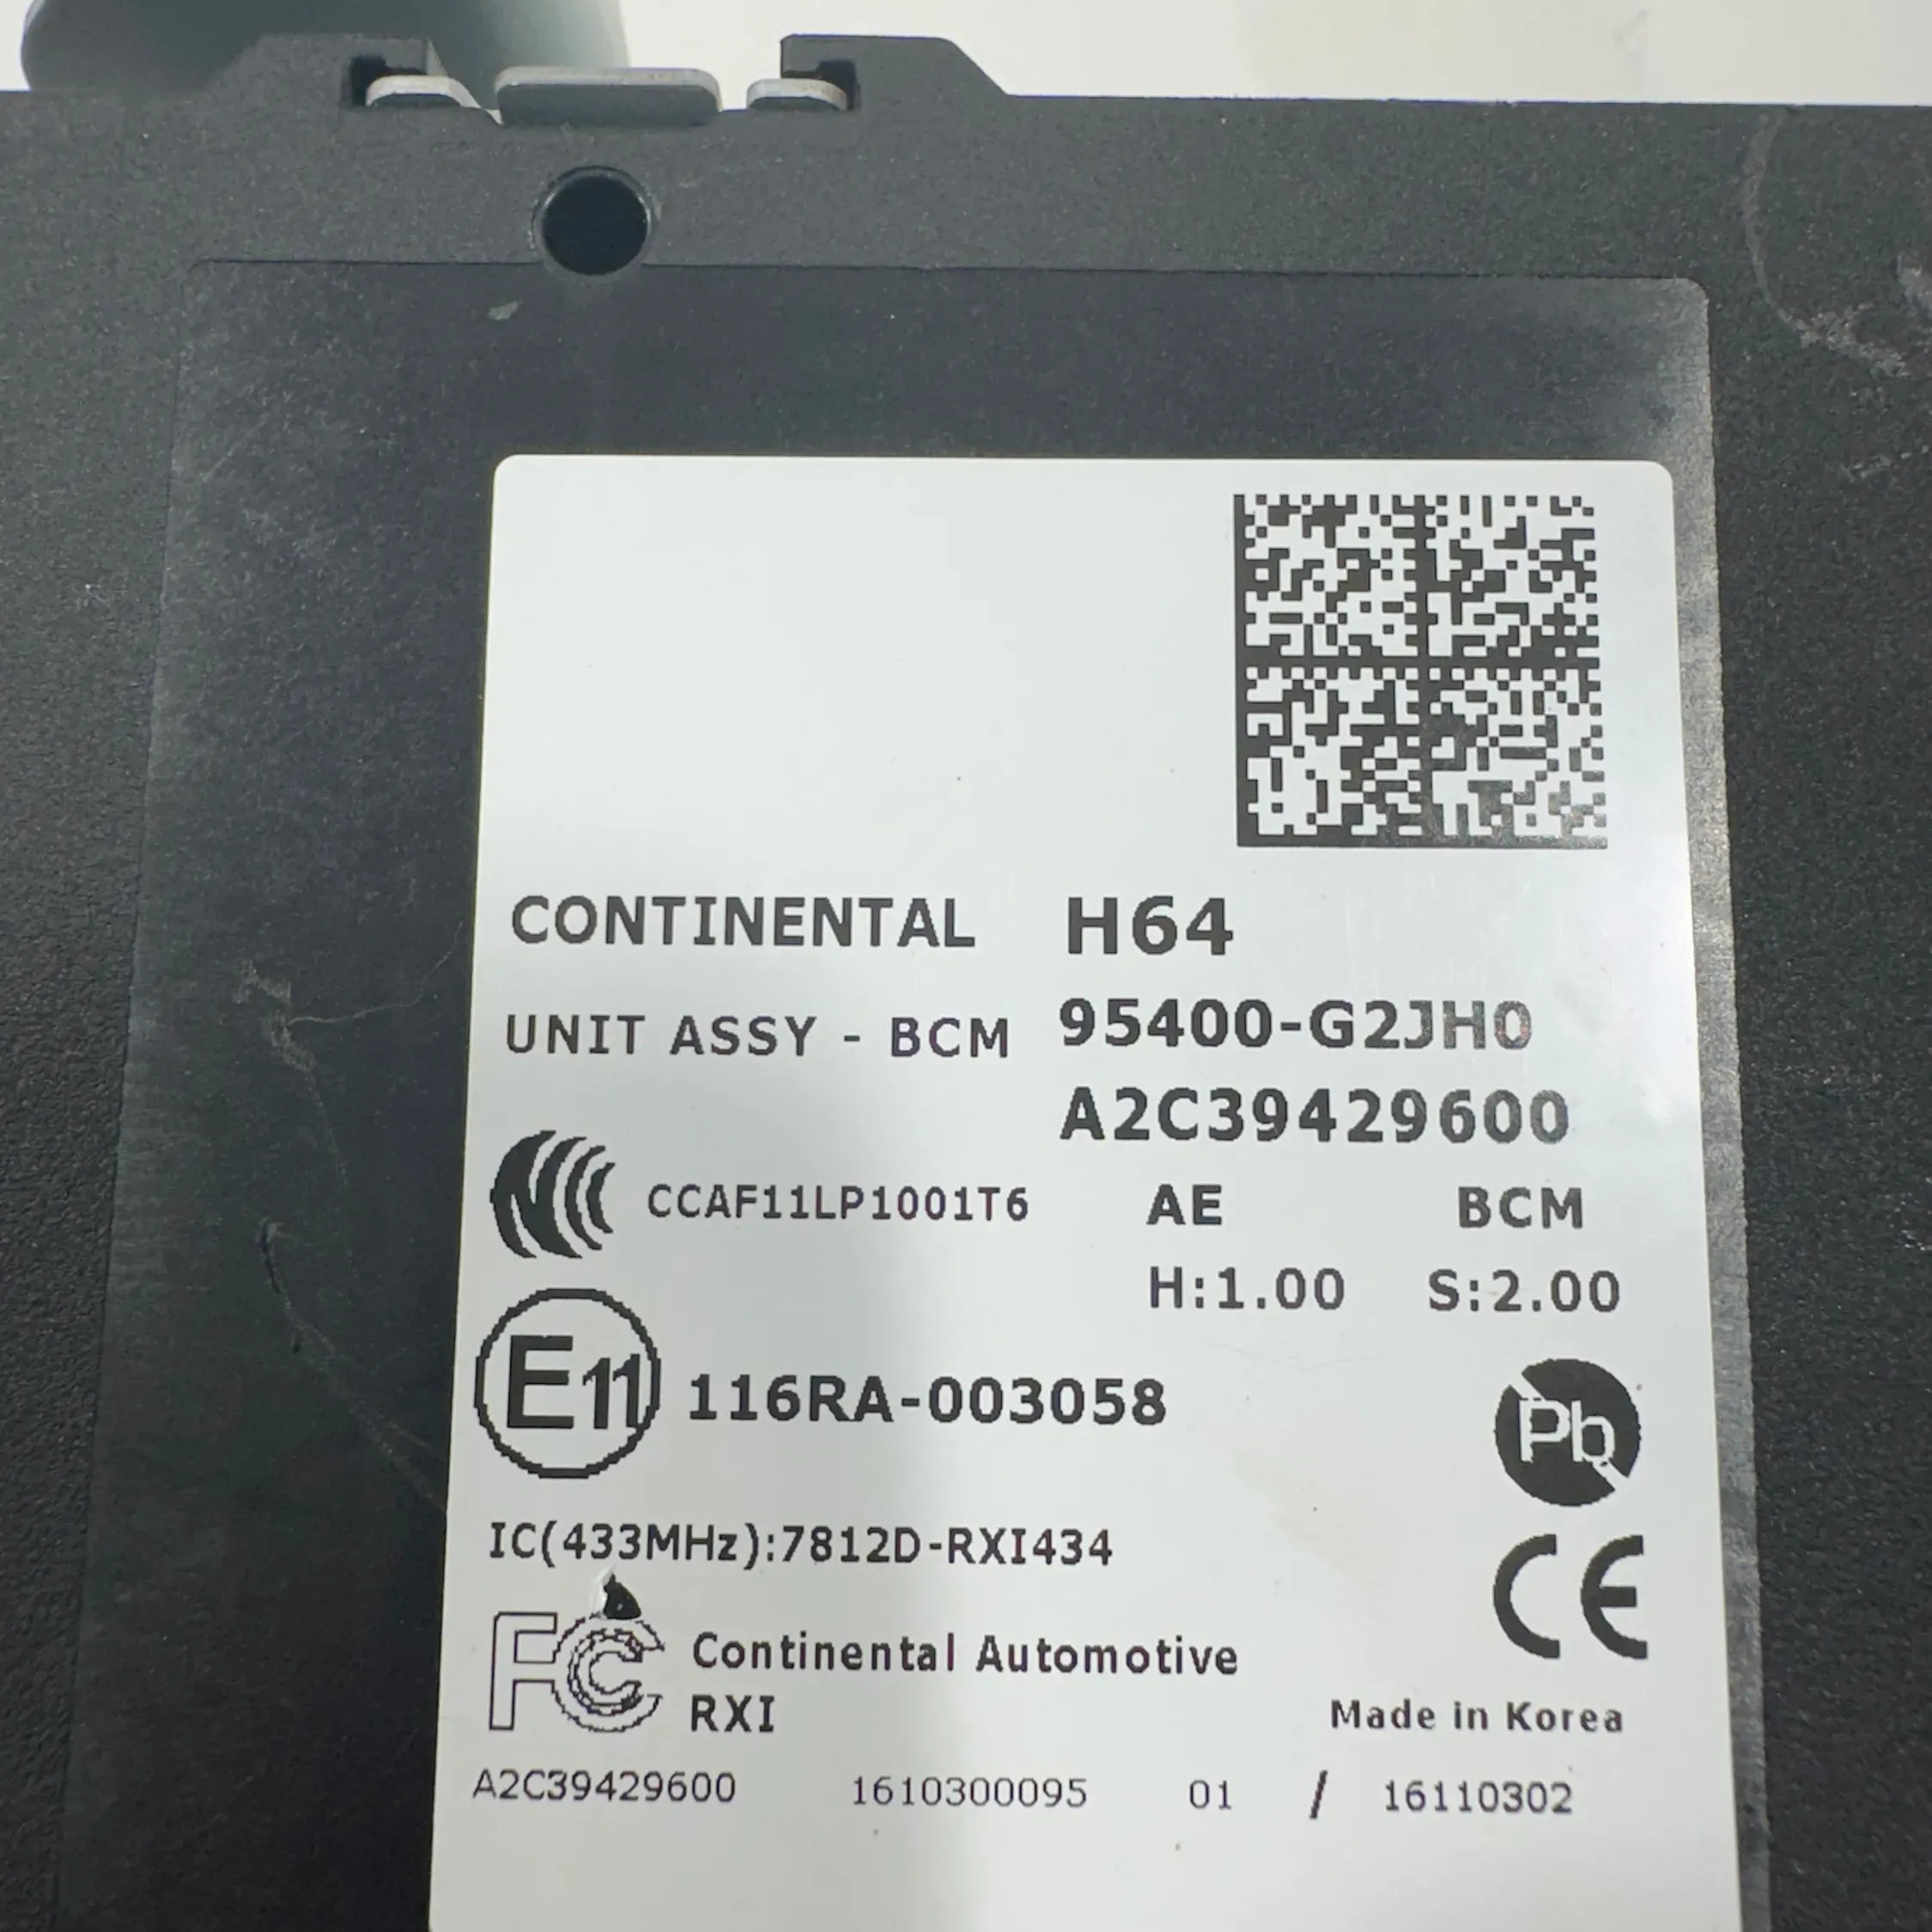 CONTINENTAL H64
UNIT ASSY - BCM 95400-G2JH0
A2C39429600
CCAF11LP1001T6 AE BCM
H:1.00 S:2.00
E11 116RA-003058
Pb
IC(433MHz):7812D-RXI434
CE
FC Continental Automotive
RXI
Made in Korea
A2C39429600 1610300095 01 / 16110302